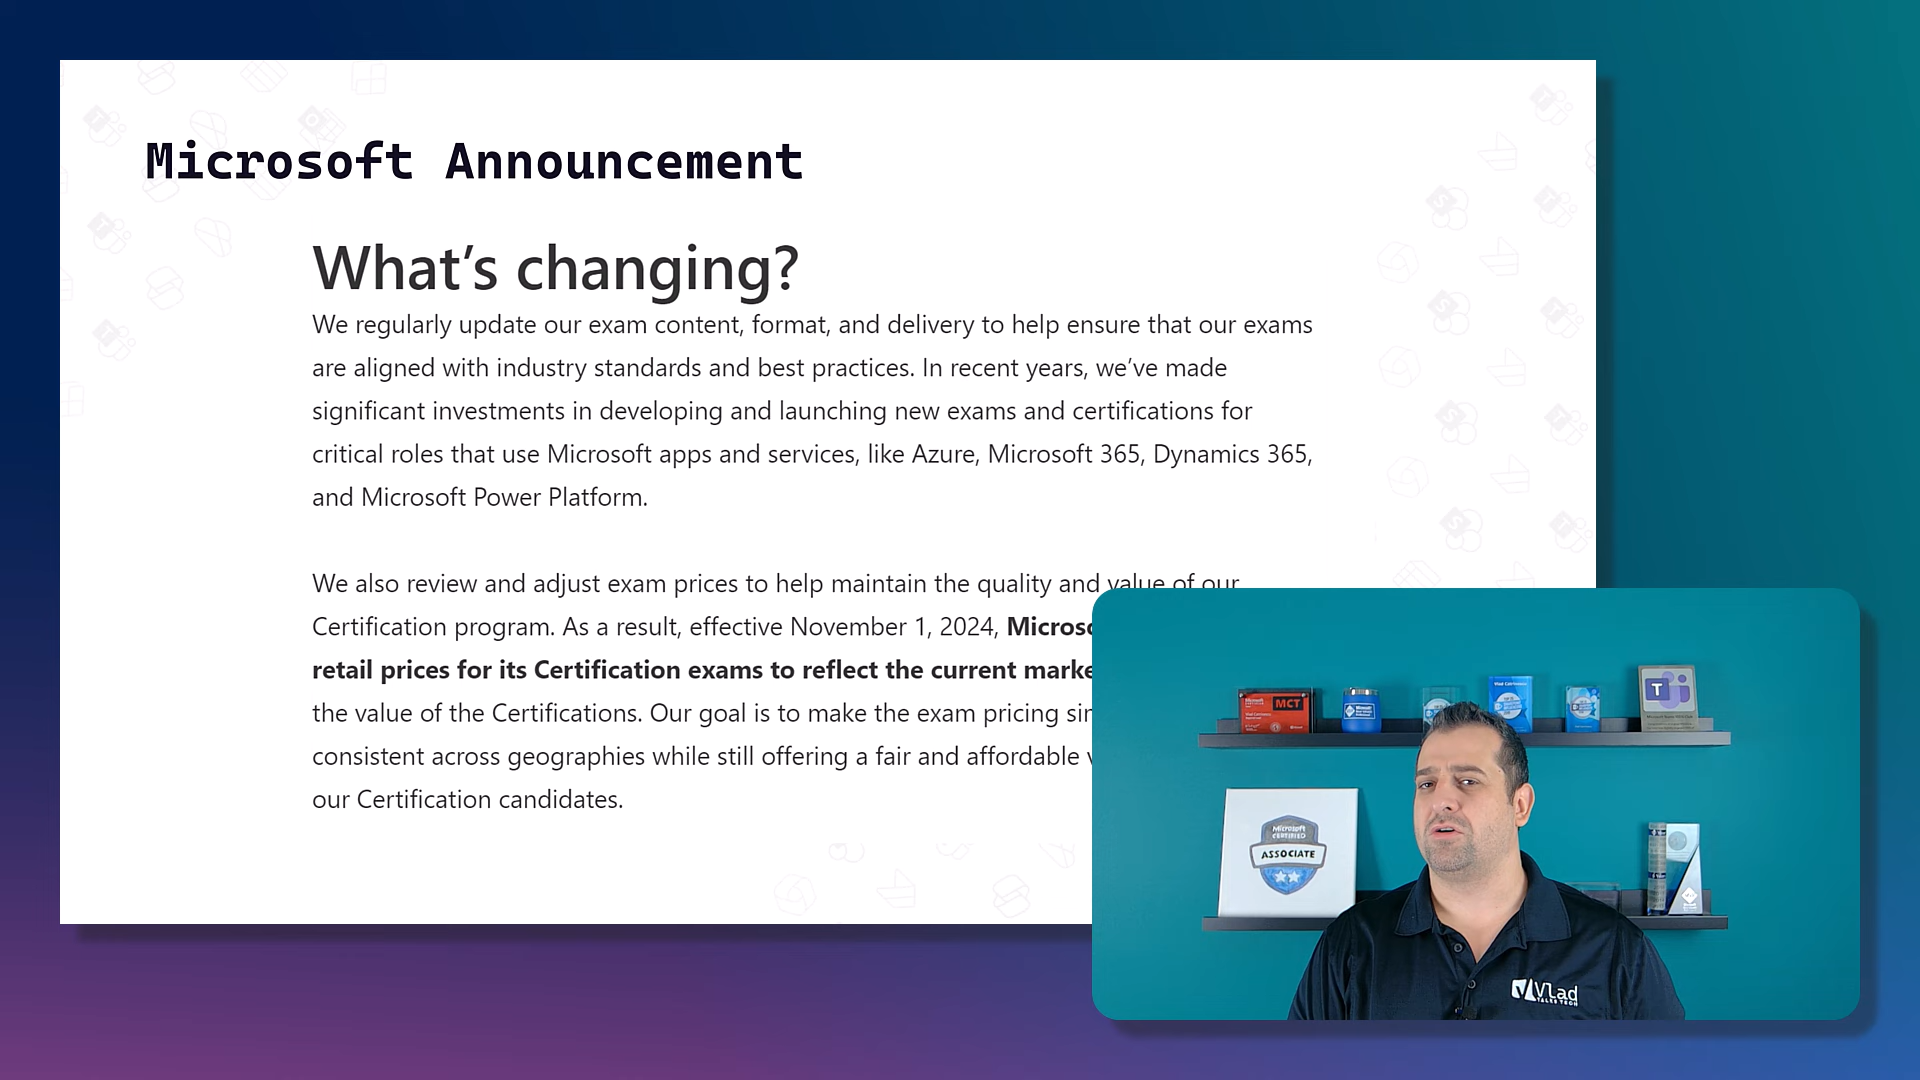 Microsoft Announcement
What’s changing?
We regularly update our exam content, format, and delivery to help ensure that our exams
are aligned with industry standards and best practices. In recent years, we’ve made
significant investments in developing and launching new exams and certifications for
critical roles that use Microsoft apps and services, like Azure, Microsoft 365, Dynamics 365,
and Microsoft Power Platform.
We also review and adjust exam prices to help maintain the quality and value of our
Certification program. As a result, effective November 1, 2024,
retail prices for its Certification exams to reflect the current
the value of the Certifications. Our goal is to make the exam pricing
consistent across geographies while still offering a fair and affordable
our Certification candidates.
MCT
T
Microsoft
CERTIFIED
ASSOCIATE
Vlad
TALKS TECH